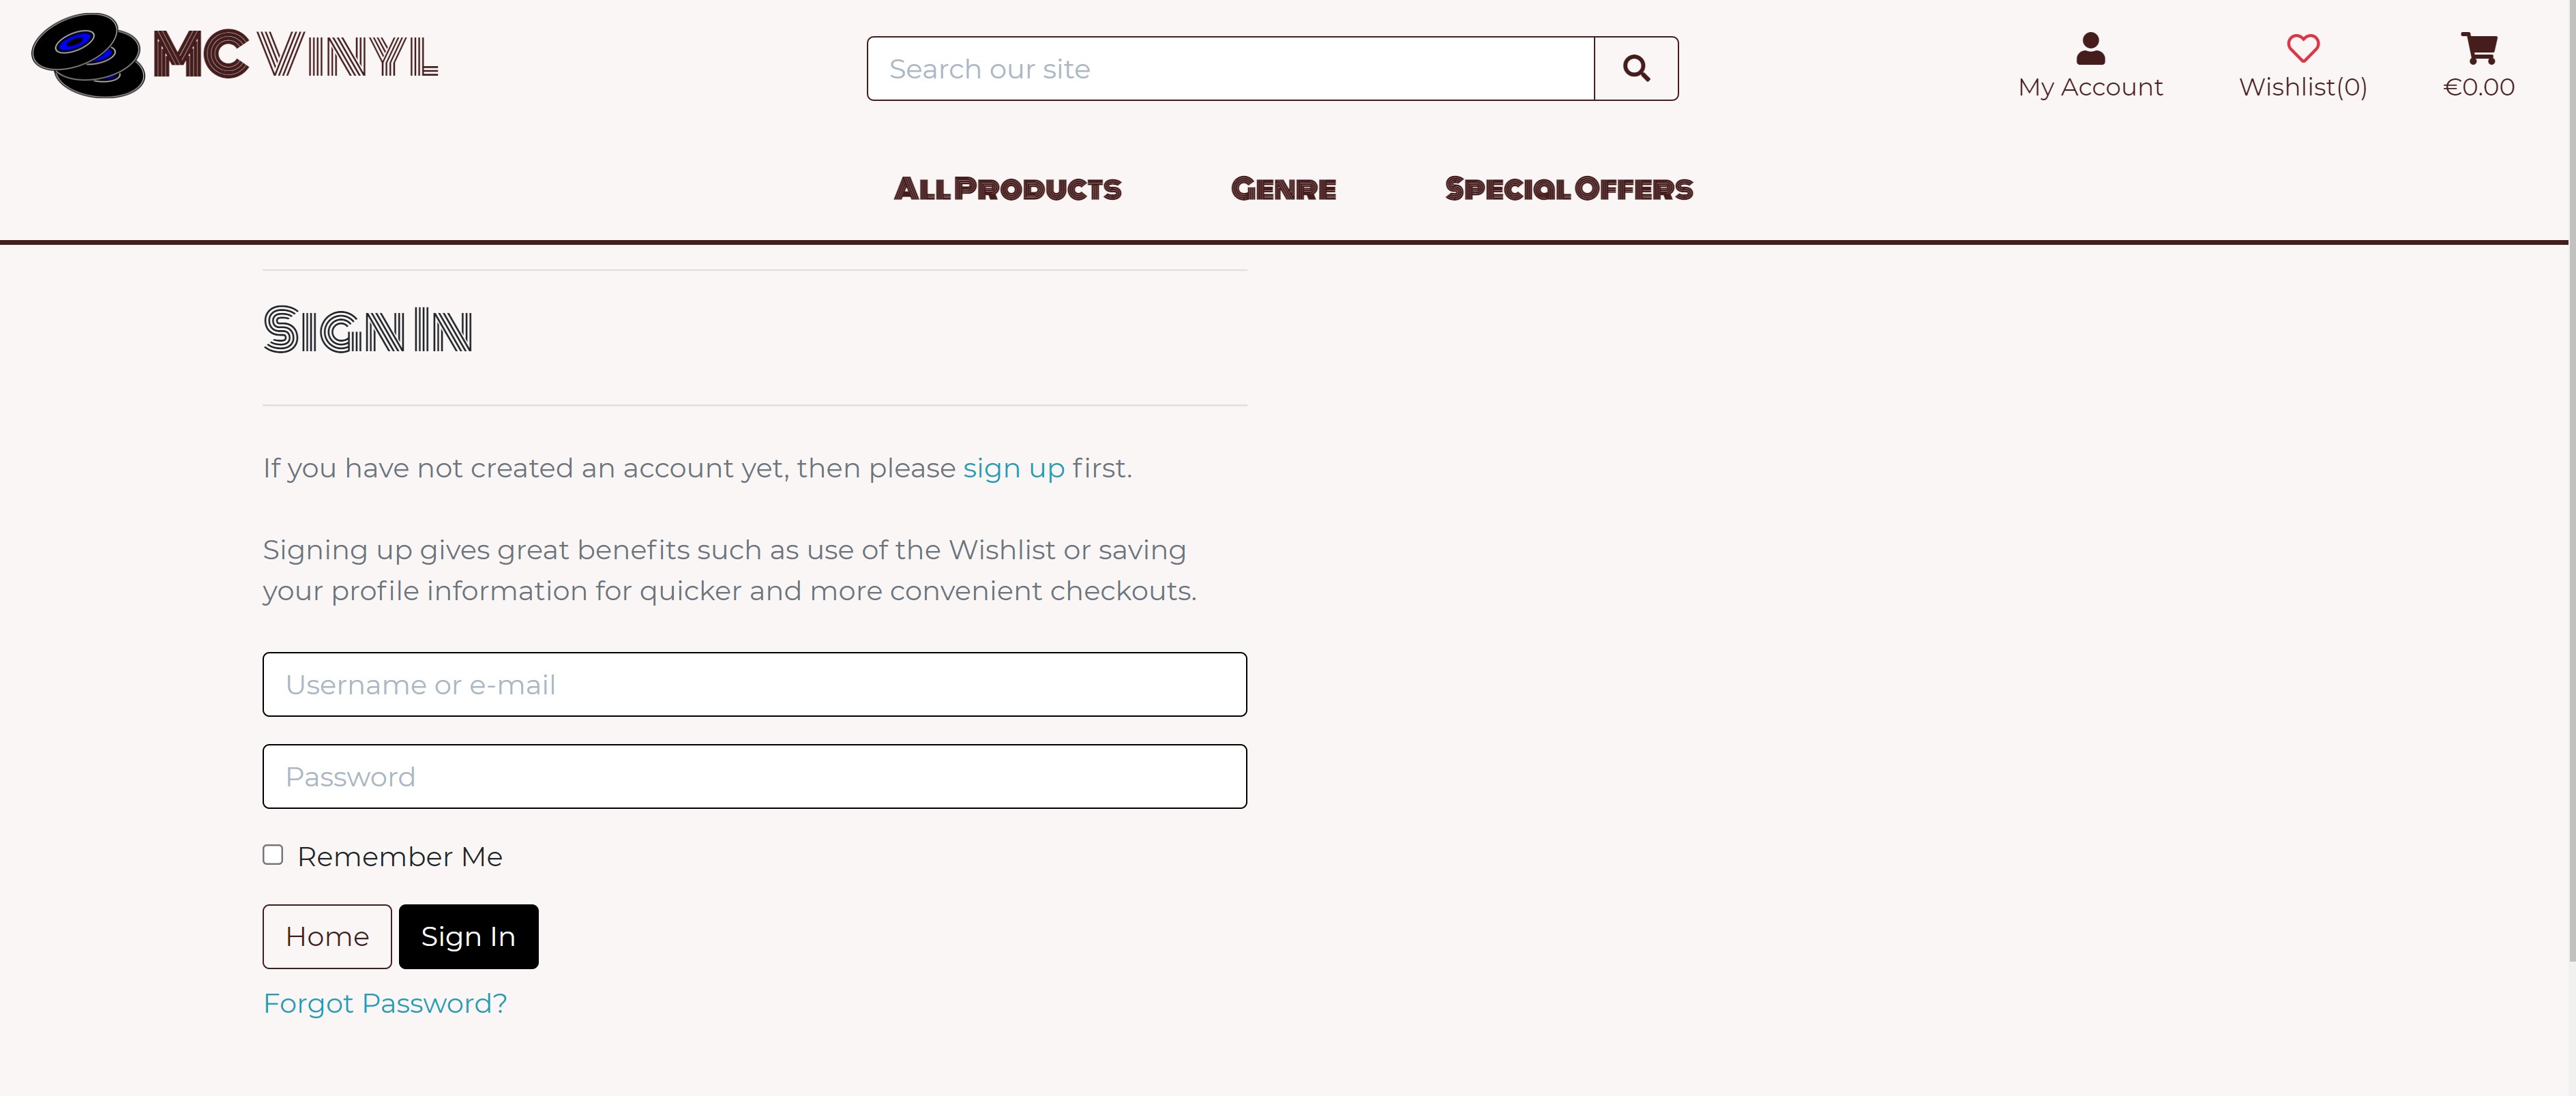 MC Vinyl
Search our site
My Account
Wishlist(0)
€0.00
All Products
Genre
Special Offers
Sign In
If you have not created an account yet, then please sign up first.
Signing up gives great benefits such as use of the Wishlist or saving
your profile information for quicker and more convenient checkouts.
Username or e-mail
Password
Remember Me
Home
Sign In
Forgot Password?